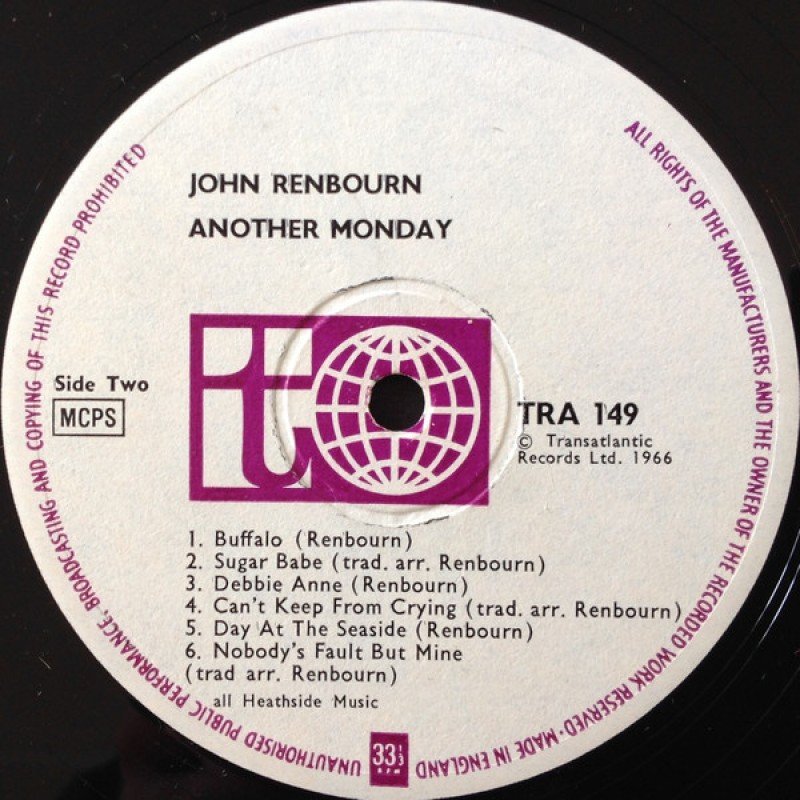 JOHN RENBOURN
ANOTHER MONDAY
Side Two
MCPS
it
TRA 149
© Transatlantic
Records Ltd. 1966
1. Buffalo (Renbourn)
2. Sugar Babe (trad. arr. Renbourn)
3. Debbie Anne (Renbourn)
4. Can't Keep From Crying (trad. arr. Renbourn)
5. Day At The Seaside (Renbourn)
6. Nobody's Fault But Mine
(trad arr. Renbourn)
all Heathside Music
33⅓
RPM
ALL RIGHTS OF THE MANUFACTURERS AND THE OWNER OF THE RECORDED WORK RESERVED·MADE IN ENGLAND
UNAUTHORISED PUBLIC PERFORMANCE, BROADCASTING AND COPYING OF THIS RECORD PROHIBITED